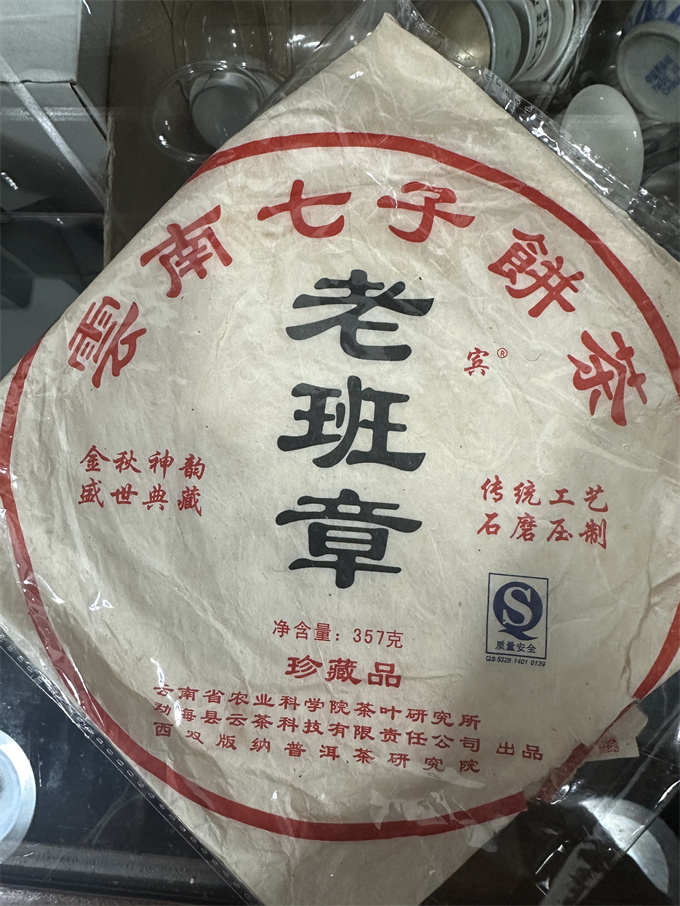 雲南七子餅茶
老班章
宾®
金秋神韵
盛世典藏
传统工艺
石磨压制
质量安全
QS:5328 1401 0139
净含量：357克
珍藏品
云南省农业科学院茶叶研究所
勐海县云茶科技有限责任公司 出品
西双版纳普洱茶研究院